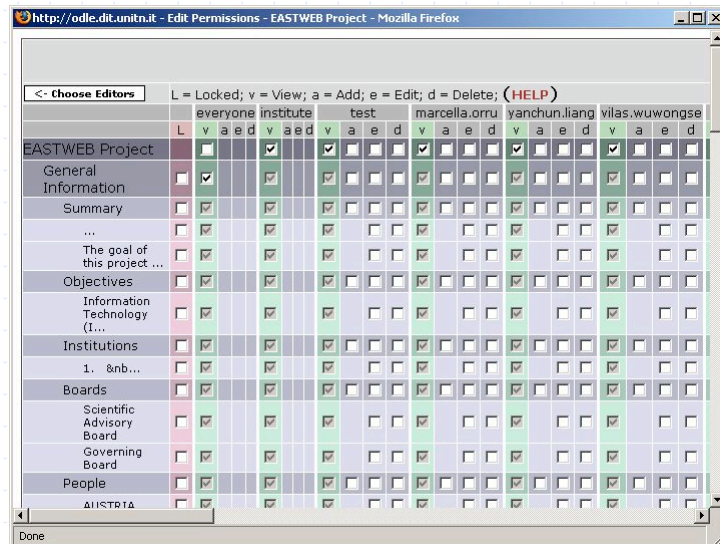 http://odle.dit.unitn.it - Edit Permissions - EASTWEB Project - Mozilla Firefox
<- Choose Editors L = Locked; v = View; a = Add; e = Edit; d = Delete; (HELP)
everyone institute test marcella.orru yanchun.liang vilas.wuwongse
L v a e d v a e d v a e d v a e d v a e d v a e d
EASTWEB Project
General
Information
Summary
...
The goal of
this project ...
Objectives
Information
Technology
(I...
Institutions
1. &nb...
Boards
Scientific
Advisory
Board
Governing
Board
People
AUSTRIA
Done